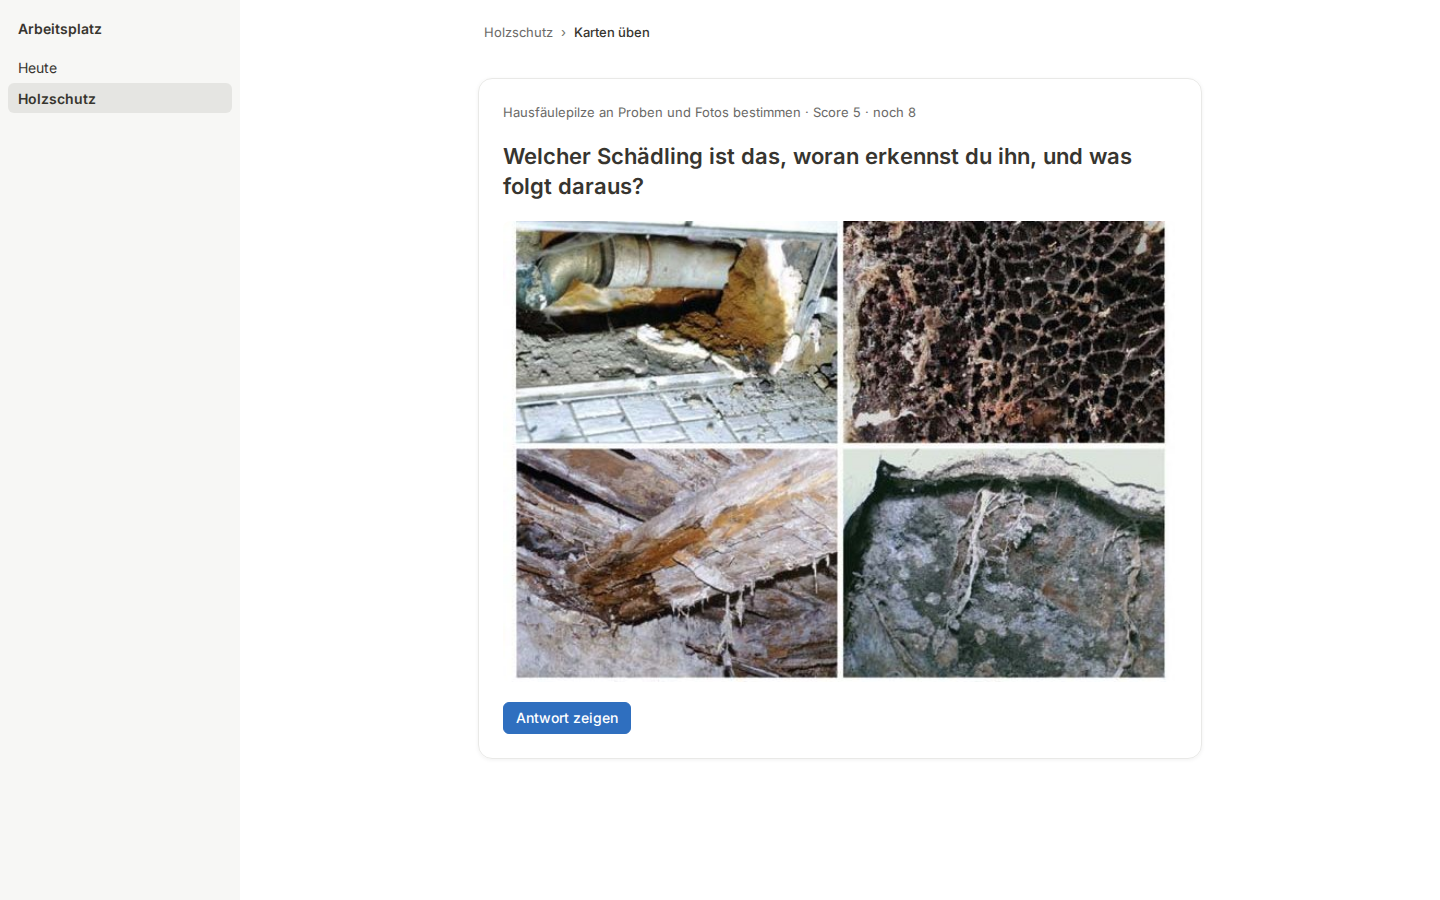 Arbeitsplatz
Heute
Holzschutz
Holzschutz › Karten üben
Hausfäulepilze an Proben und Fotos bestimmen · Score 5 · noch 8
Welcher Schädling ist das, woran erkennst du ihn, und was
folgt daraus?
Antwort zeigen